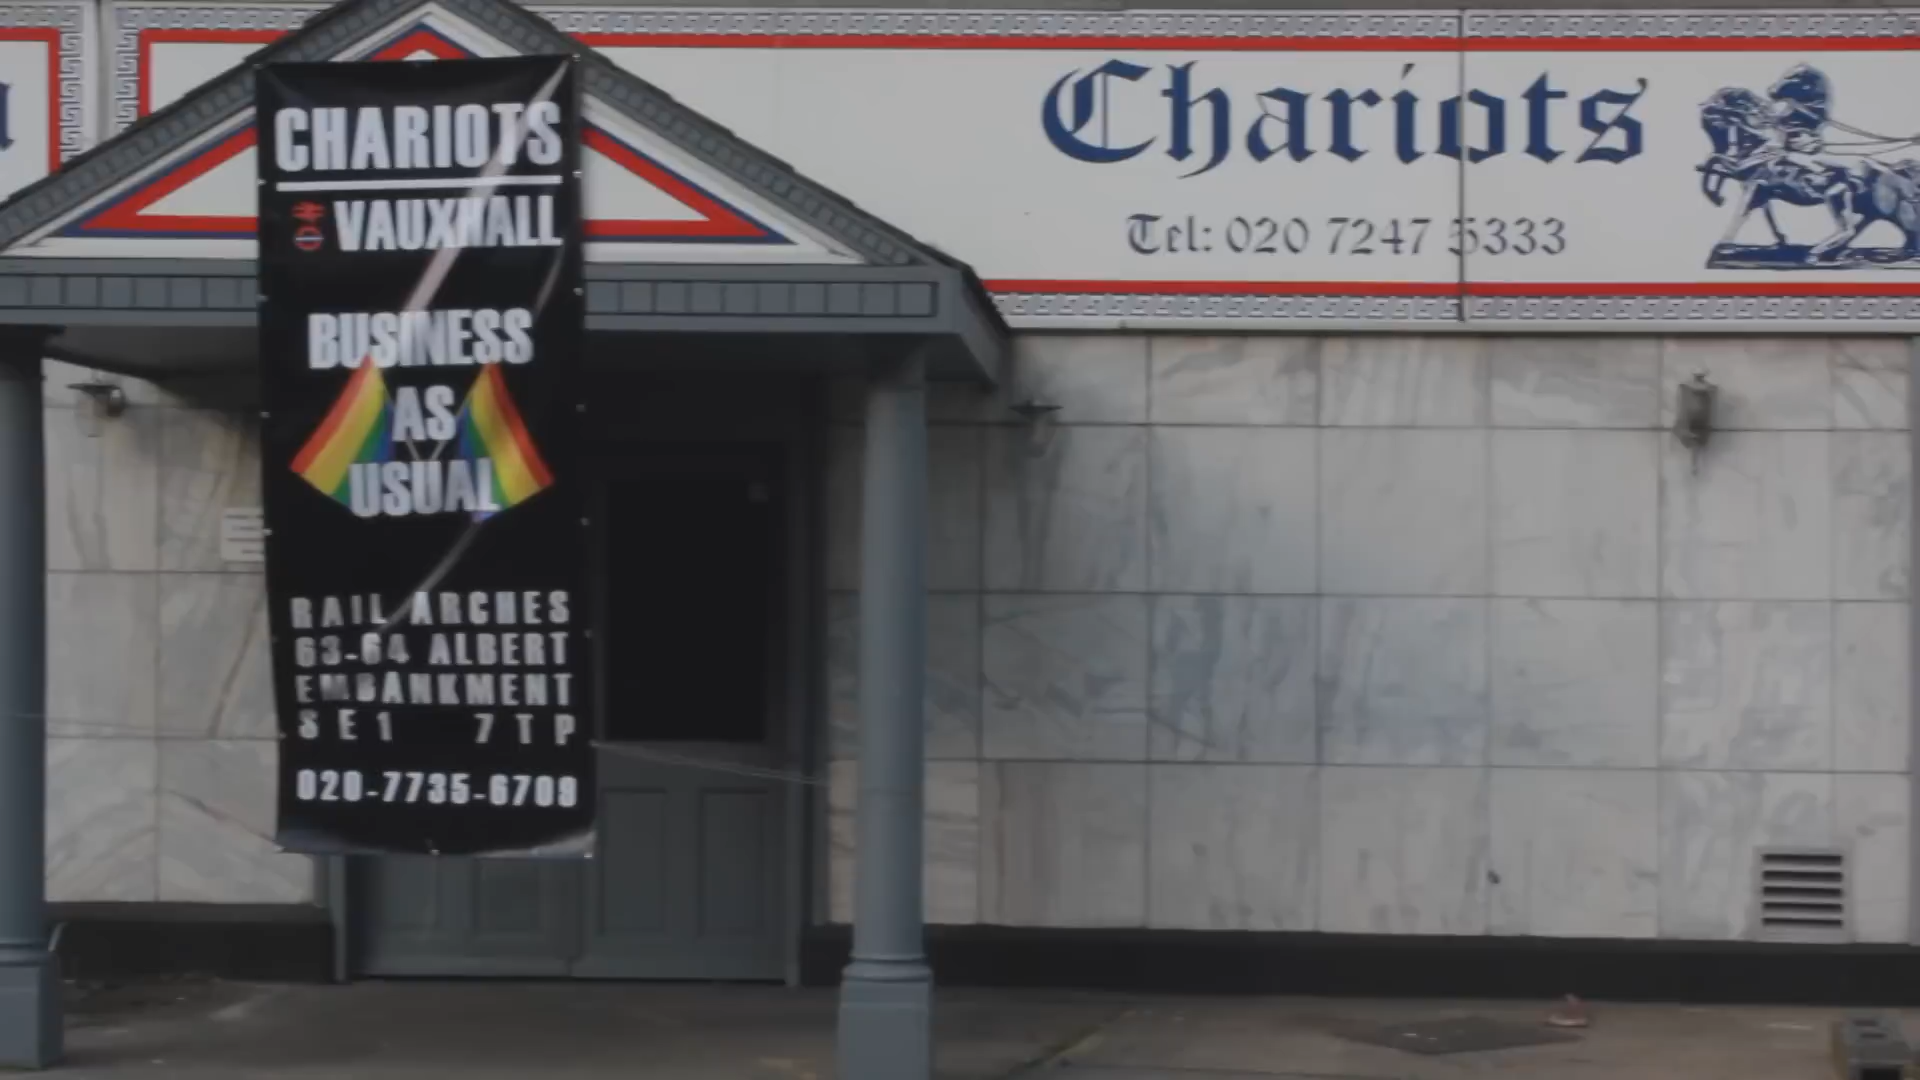 CHARIOTS
VAUXHALL
BUSINESS
AS
USUAL
RAIL ARCHES
63-64 ALBERT
EMBANKMENT
SE1 7TP
020-7735-6709
Chariots
Tel: 020 7247 5333